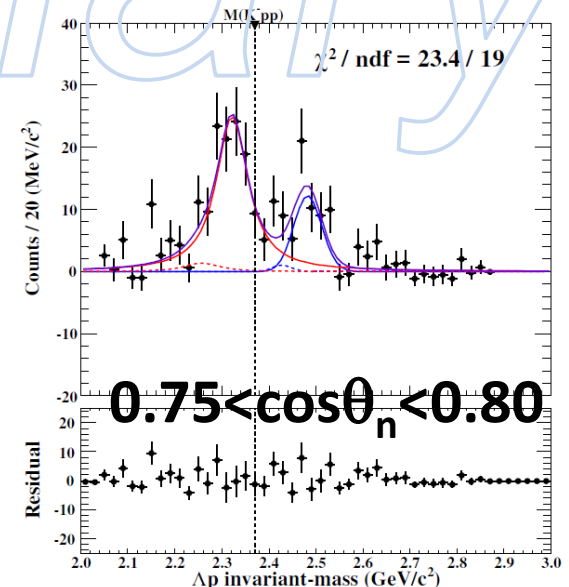 M(K⁻pp)
40
χ²/ ndf = 23.4 / 19
30
20
10
0
-10
-20
Counts / 20 (MeV/c²)
0.75<cosθₙ<0.80
20
10
0
-10
-20
Residual
2.0 2.1 2.2 2.3 2.4 2.5 2.6 2.7 2.8 2.9 3.0
Λp invariant-mass (GeV/c²)